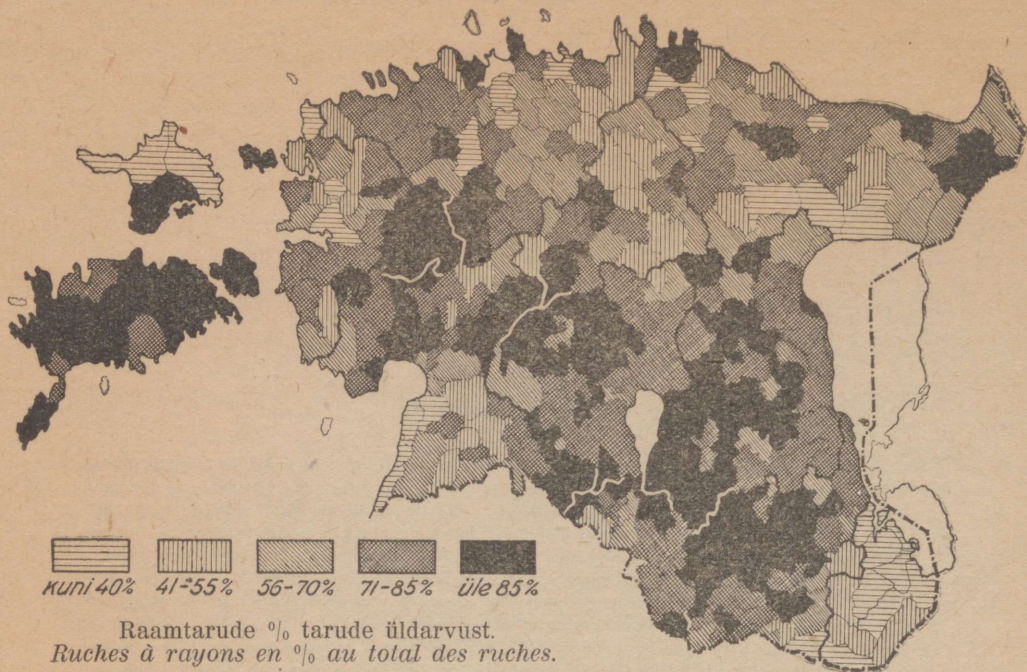 kuni 40% 41-55% 56-70% 71-85% üle 85%
Raamtarude % tarude üldarvust.
Ruches à rayons en % au total des ruches.